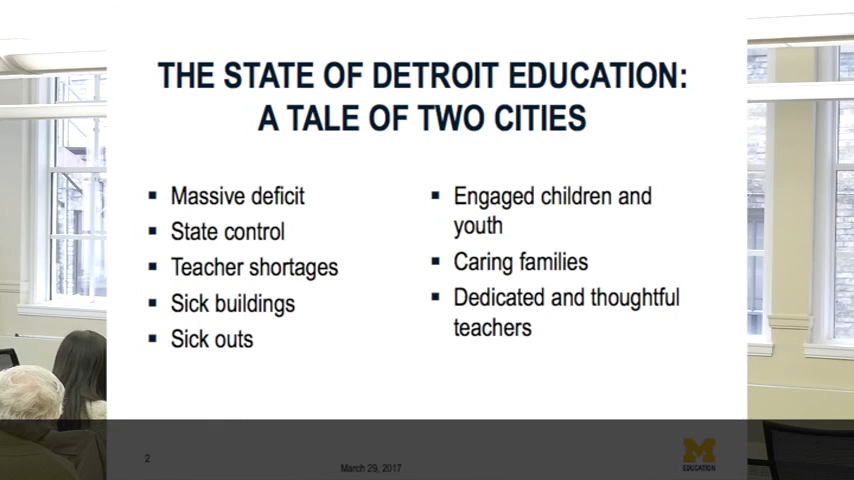 THE STATE OF DETROIT EDUCATION:
A TALE OF TWO CITIES
▪ Massive deficit
▪ State control
▪ Teacher shortages
▪ Sick buildings
▪ Sick outs
▪ Engaged children and
youth
▪ Caring families
▪ Dedicated and thoughtful
teachers
2
March 29, 2017
M
EDUCATION